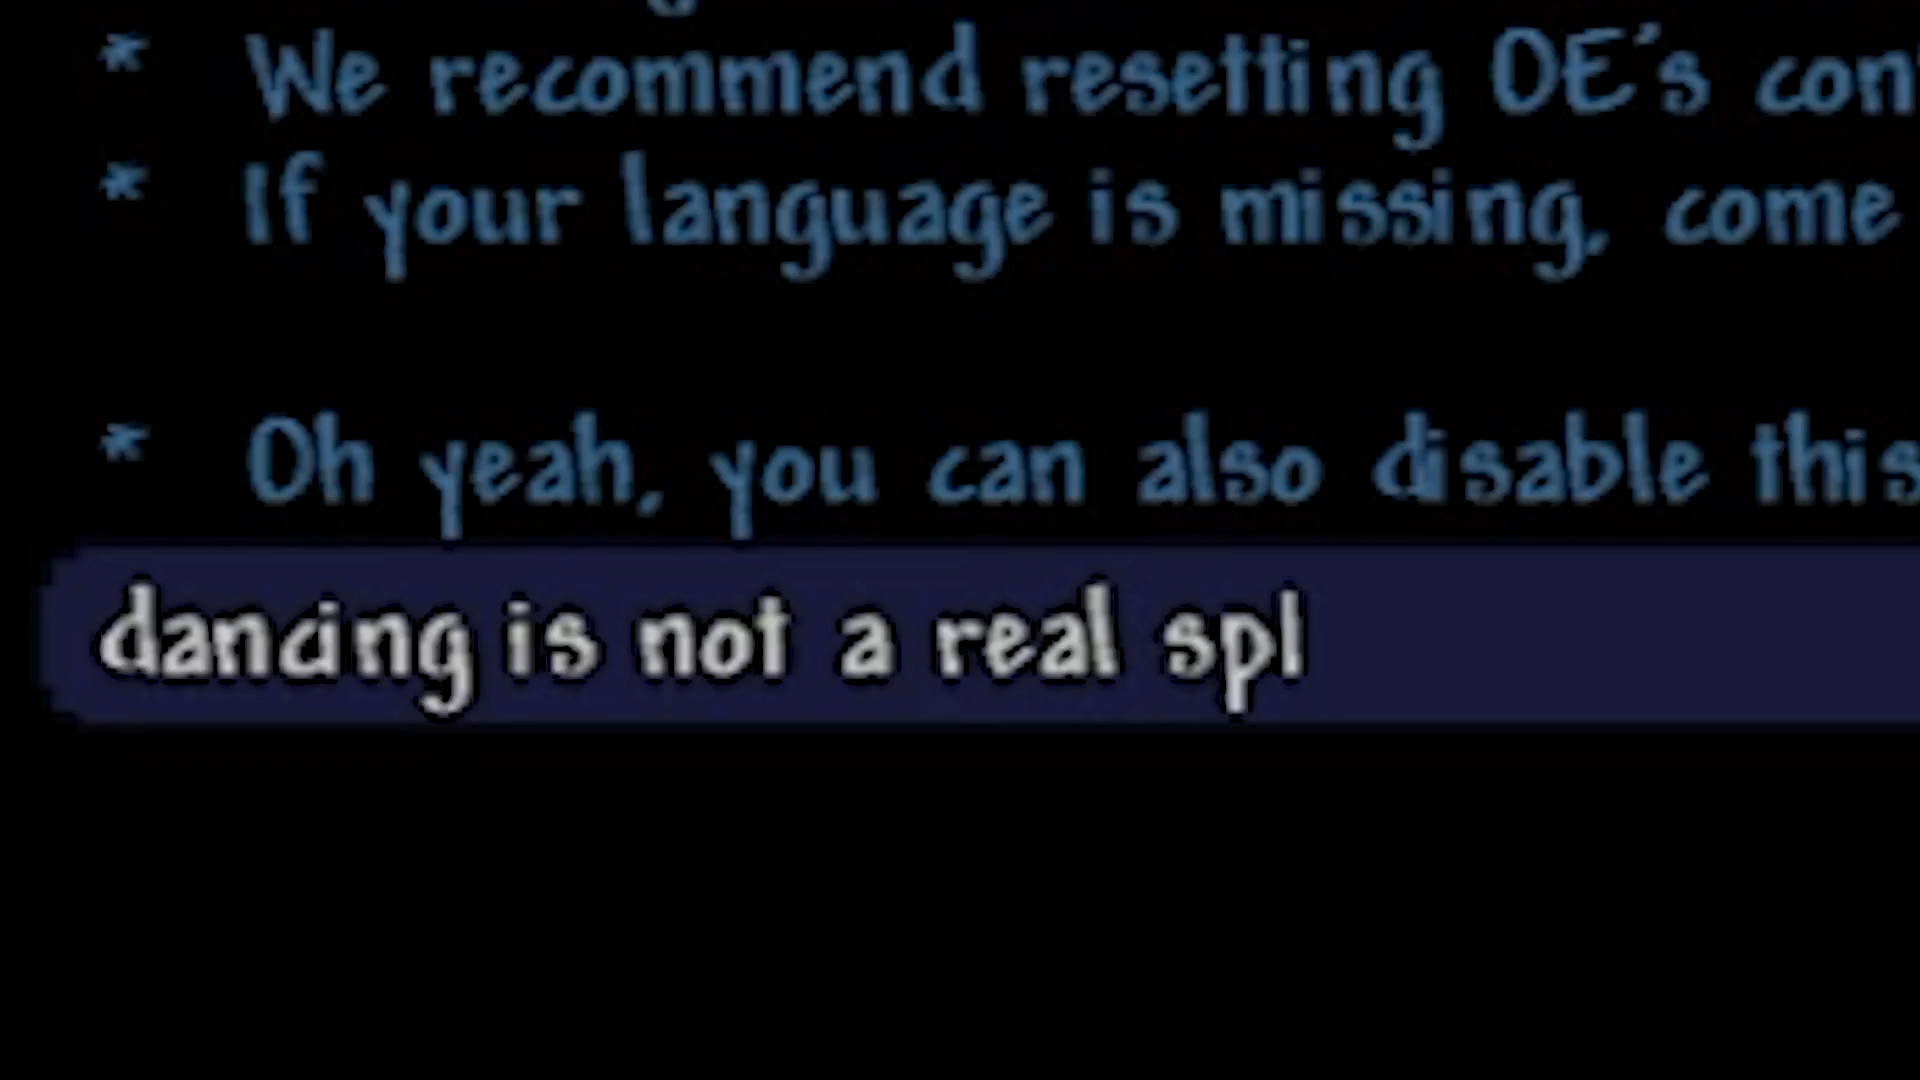 * We recommend resetting OE's con
* If your language is missing, come
* Oh yeah, you can also disable this
dancing is not a real spl